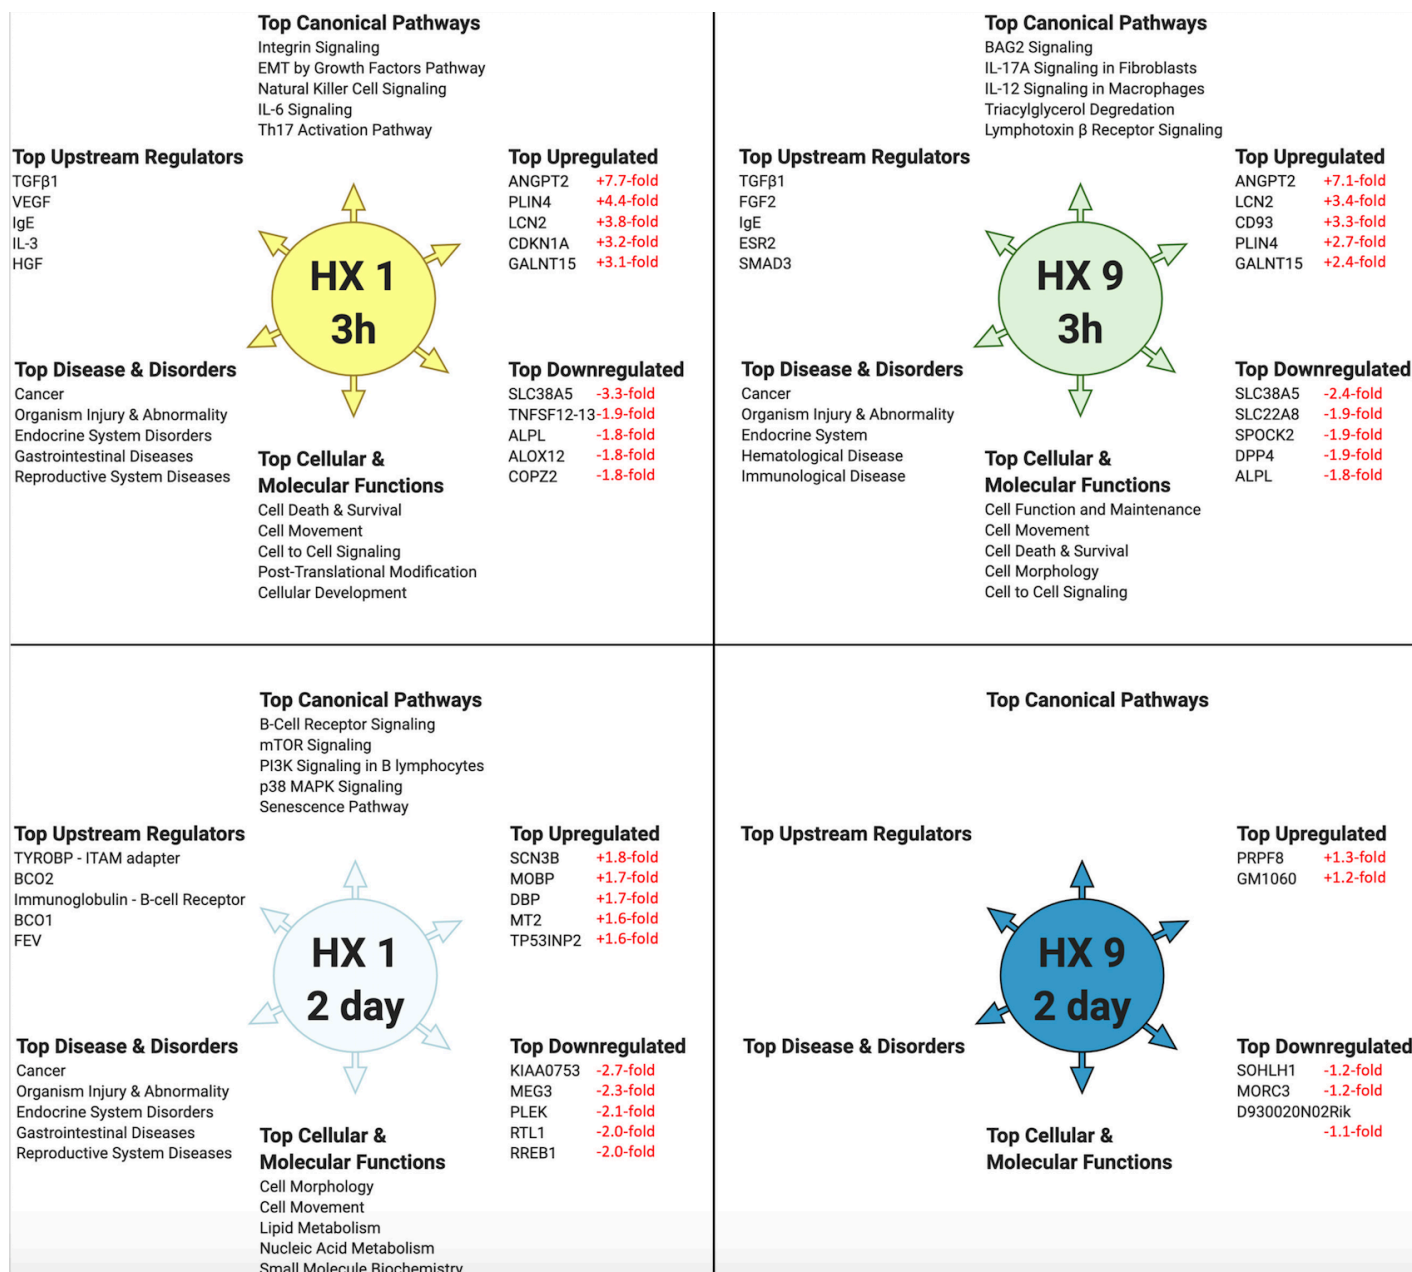 Top Canonical Pathways
Integrin Signaling
EMT by Growth Factors Pathway
Natural Killer Cell Signaling
IL-6 Signaling
Th17 Activation Pathway
Top Upstream Regulators
TGFβ1
VEGF
IgE
IL-3
HGF
Top Upregulated
ANGPT2 +7.7-fold
PLIN4 +4.4-fold
LCN2 +3.8-fold
CDKN1A +3.2-fold
GALNT15 +3.1-fold
HX 1
3h
Top Disease & Disorders
Cancer
Organism Injury & Abnormality
Endocrine System Disorders
Gastrointestinal Diseases
Reproductive System Diseases
Top Downregulated
SLC38A5 -3.3-fold
TNFSF12-13 -1.9-fold
ALPL -1.8-fold
ALOX12 -1.8-fold
COPZ2 -1.8-fold
Top Cellular &
Molecular Functions
Cell Death & Survival
Cell Movement
Cell to Cell Signaling
Post-Translational Modification
Cellular Development
Top Canonical Pathways
BAG2 Signaling
IL-17A Signaling in Fibroblasts
IL-12 Signaling in Macrophages
Triacylglycerol Degredation
Lymphotoxin β Receptor Signaling
Top Upstream Regulators
TGFβ1
FGF2
IgE
ESR2
SMAD3
Top Upregulated
ANGPT2 +7.1-fold
LCN2 +3.4-fold
CD93 +3.3-fold
PLIN4 +2.7-fold
GALNT15 +2.4-fold
HX 9
3h
Top Disease & Disorders
Cancer
Organism Injury & Abnormality
Endocrine System
Hematological Disease
Immunological Disease
Top Downregulated
SLC38A5 -2.4-fold
SLC22A8 -1.9-fold
SPOCK2 -1.9-fold
DPP4 -1.9-fold
ALPL -1.8-fold
Top Cellular &
Molecular Functions
Cell Function and Maintenance
Cell Movement
Cell Death & Survival
Cell Morphology
Cell to Cell Signaling
Top Canonical Pathways
B-Cell Receptor Signaling
mTOR Signaling
PI3K Signaling in B lymphocytes
p38 MAPK Signaling
Senescence Pathway
Top Upstream Regulators
TYROBP - ITAM adapter
BCO2
Immunoglobulin - B-cell Receptor
BCO1
FEV
Top Upregulated
SCN3B +1.8-fold
MOBP +1.7-fold
DBP +1.7-fold
MT2 +1.6-fold
TP53INP2 +1.6-fold
HX 1
2 day
Top Disease & Disorders
Cancer
Organism Injury & Abnormality
Endocrine System Disorders
Gastrointestinal Diseases
Reproductive System Diseases
Top Downregulated
KIAA0753 -2.7-fold
MEG3 -2.3-fold
PLEK -2.1-fold
RTL1 -2.0-fold
RREB1 -2.0-fold
Top Cellular &
Molecular Functions
Cell Morphology
Cell Movement
Lipid Metabolism
Nucleic Acid Metabolism
Small Molecule Biochemistry
Top Canonical Pathways
Top Upstream Regulators
Top Upregulated
PRPF8 +1.3-fold
GM1060 +1.2-fold
HX 9
2 day
Top Disease & Disorders
Top Downregulated
SOHLH1 -1.2-fold
MORC3 -1.2-fold
D930020N02Rik
-1.1-fold
Top Cellular &
Molecular Functions